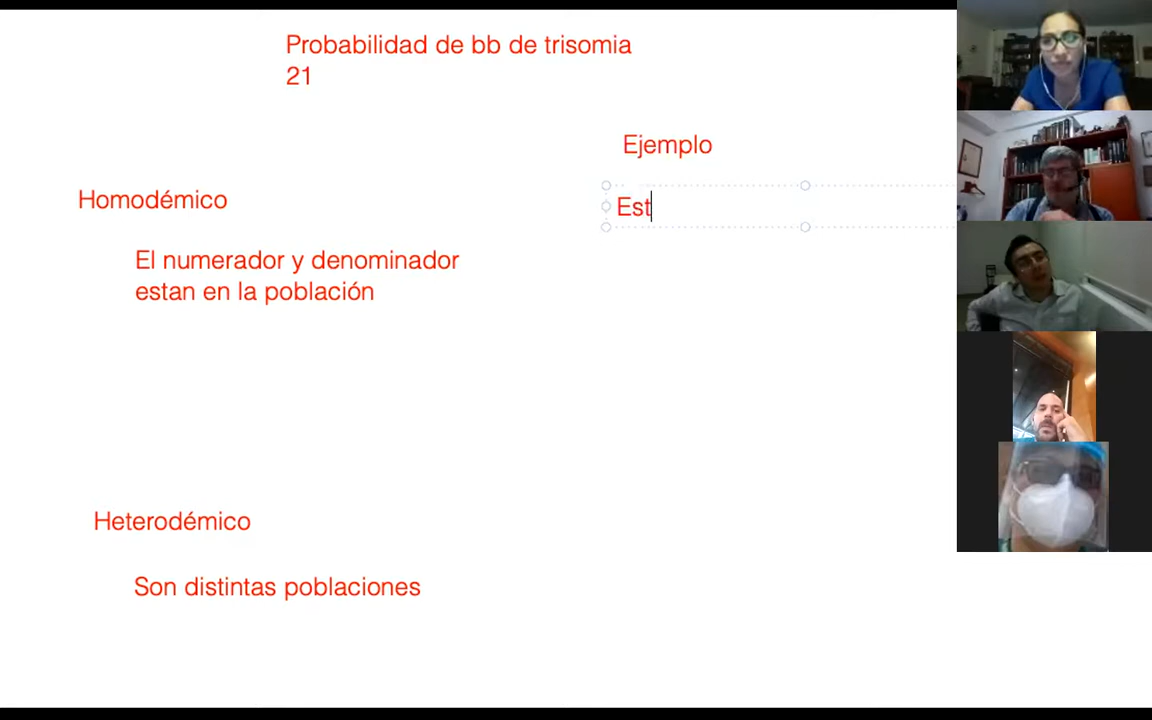 Probabilidad de bb de trisomia
21
Ejemplo
Homodémico
Est
El numerador y denominador
estan en la población
Heterodémico
Son distintas poblaciones